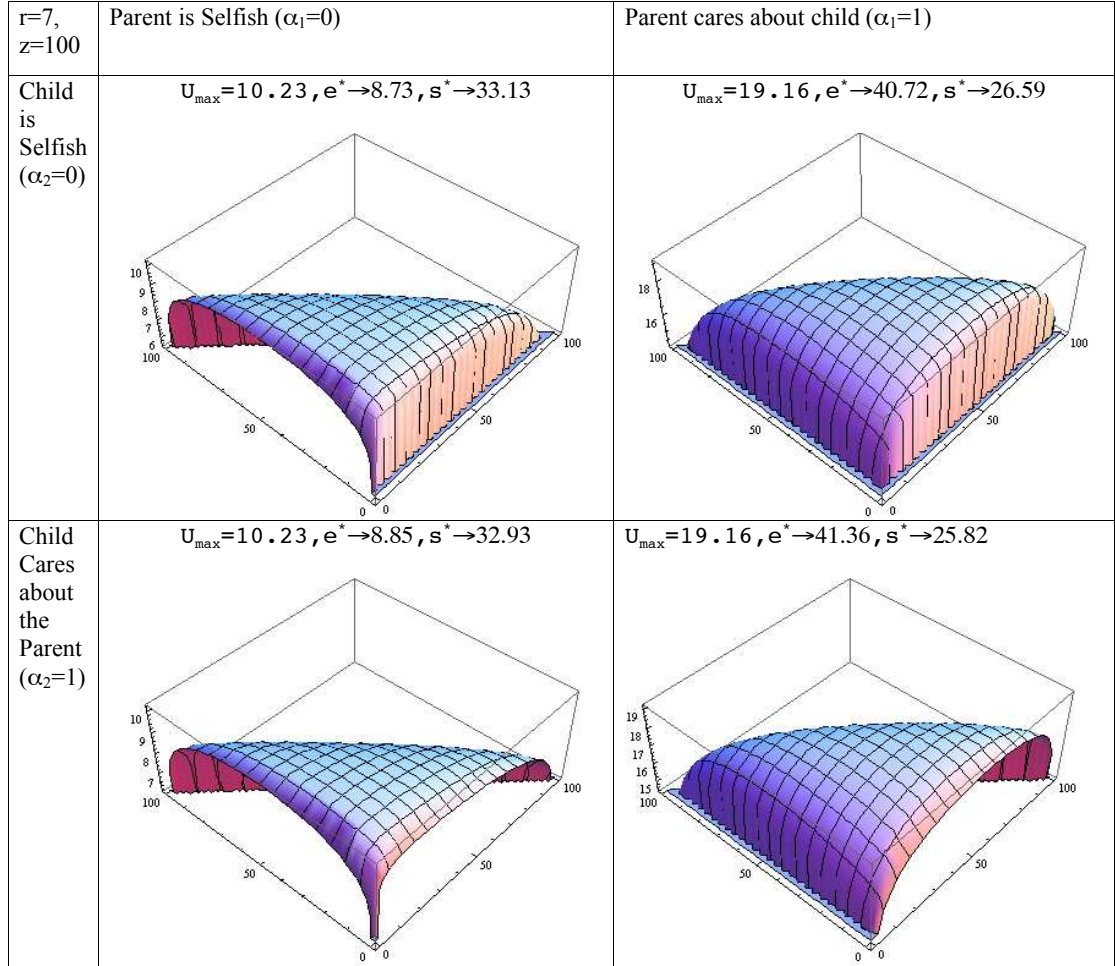 r=7,
z=100
Parent is Selfish (α₁=0)
Parent cares about child (α₁=1)
Child
is
Selfish
(α₂=0)
Uₘₐₓ=10.23,e*→8.73,s*→33.13
10
9
8
7
6
100
50
0
0
50
100
Uₘₐₓ=19.16,e*→40.72,s*→26.59
18
16
100
50
0
0
50
100
Child
Cares
about
the
Parent
(α₂=1)
Uₘₐₓ=10.23,e*→8.85,s*→32.93
10
9
8
7
100
50
0
0
50
100
Uₘₐₓ=19.16,e*→41.36,s*→25.82
19
18
17
16
15
100
50
0
0
50
100